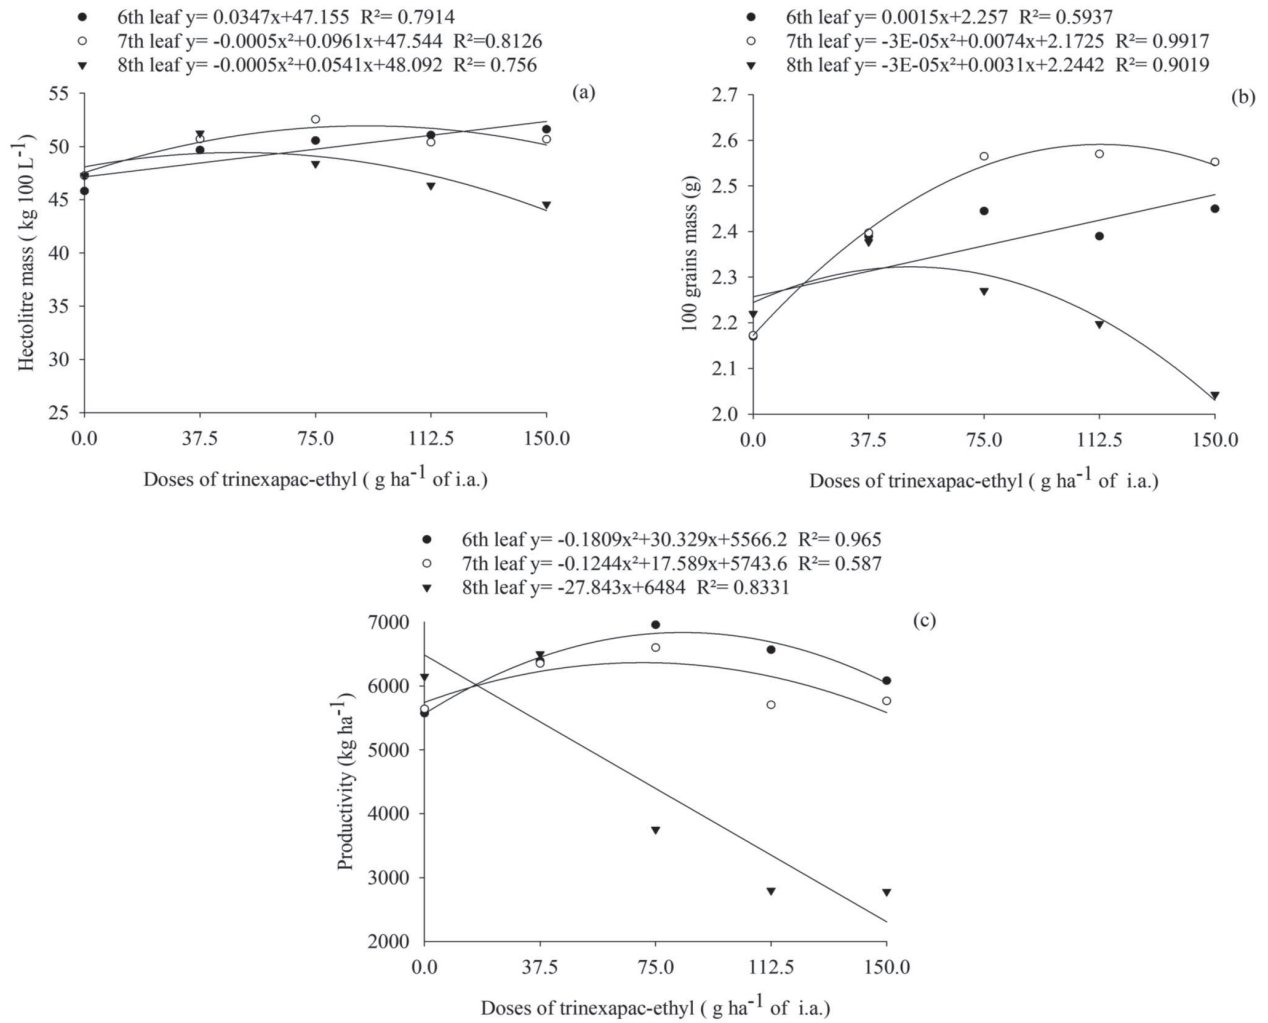 6th leaf y= 0.0347x+47.155 R²= 0.7914
7th leaf y= -0.0005x²+0.0961x+47.544 R²=0.8126
8th leaf y= -0.0005x²+0.0541x+48.092 R²= 0.756
(a)
55
50
45
40
35
30
25
Hectolitre mass ( kg 100 L⁻¹)
0.0 37.5 75.0 112.5 150.0
Doses of trinexapac-ethyl ( g ha⁻¹ of i.a.)
6th leaf y= 0.0015x+2.257 R²= 0.5937
7th leaf y= -3E-05x²+0.0074x+2.1725 R²= 0.9917
8th leaf y= -3E-05x²+0.0031x+2.2442 R²= 0.9019
(b)
2.7
2.6
2.5
2.4
2.3
2.2
2.1
2.0
100 grains mass (g)
0.0 37.5 75.0 112.5 150.0
Doses of trinexapac-ethyl ( g ha⁻¹ of i.a.)
6th leaf y= -0.1809x²+30.329x+5566.2 R²= 0.965
7th leaf y= -0.1244x²+17.589x+5743.6 R²= 0.587
8th leaf y= -27.843x+6484 R²= 0.8331
(c)
7000
6000
5000
4000
3000
2000
Productivity (kg ha⁻¹)
0.0 37.5 75.0 112.5 150.0
Doses of trinexapac-ethyl ( g ha⁻¹ of i.a.)